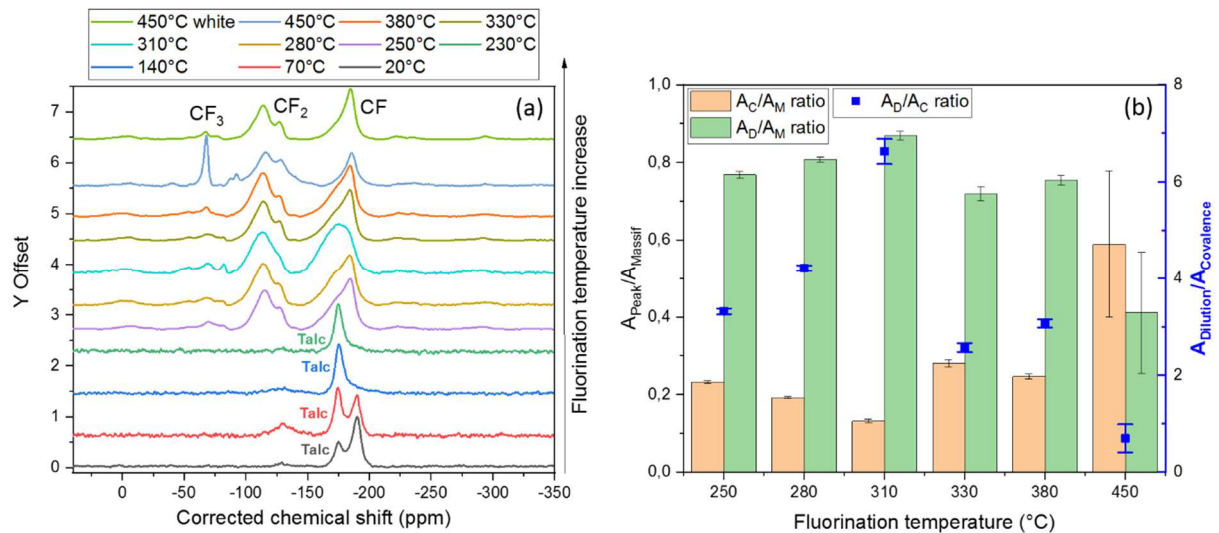 450°C white 450°C 380°C 330°C
310°C 280°C 250°C 230°C
140°C 70°C 20°C
(a)
CF3 CF2 CF
Talc
Talc
Talc
Talc
7
6
5
4
3
2
1
0
Y Offset
Fluorination temperature increase
0 -50 -100 -150 -200 -250 -300 -350
Corrected chemical shift (ppm)
(b)
AC/AM ratio AD/AC ratio
AD/AM ratio
1,0
0,8
0,6
0,4
0,2
0,0
APeak/AMassif
8
6
4
2
0
ADilution/ACovalence
250 280 310 330 380 450
Fluorination temperature (°C)